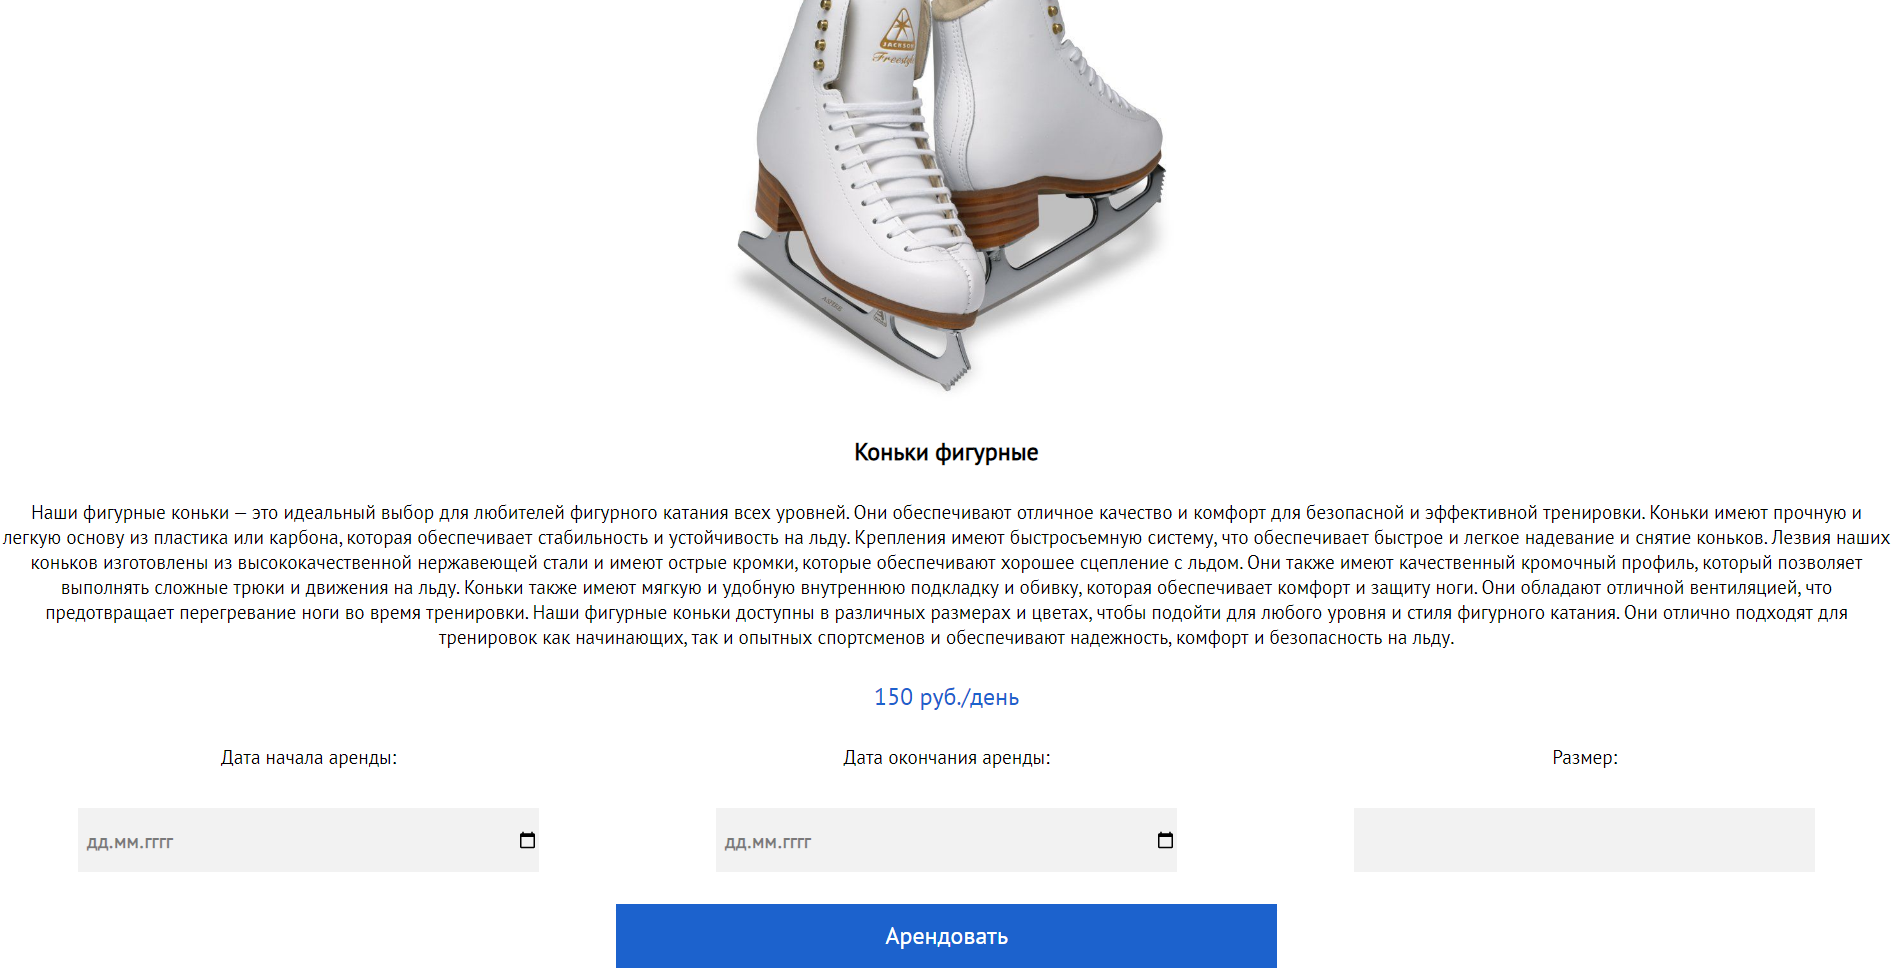 JACKSON
Freestyle
Коньки фигурные
Наши фигурные коньки — это идеальный выбор для любителей фигурного катания всех уровней. Они обеспечивают отличное качество и комфорт для безопасной и эффективной тренировки. Коньки имеют прочную и
легкую основу из пластика или карбона, которая обеспечивает стабильность и устойчивость на льду. Крепления имеют быстросъемную систему, что обеспечивает быстрое и легкое надевание и снятие коньков. Лезвия наших
коньков изготовлены из высококачественной нержавеющей стали и имеют острые кромки, которые обеспечивают хорошее сцепление с льдом. Они также имеют качественный кромочный профиль, который позволяет
выполнять сложные трюки и движения на льду. Коньки также имеют мягкую и удобную внутреннюю подкладку и обивку, которая обеспечивает комфорт и защиту ноги. Они обладают отличной вентиляцией, что
предотвращает перегревание ноги во время тренировки. Наши фигурные коньки доступны в различных размерах и цветах, чтобы подойти для любого уровня и стиля фигурного катания. Они отлично подходят для
тренировок как начинающих, так и опытных спортсменов и обеспечивают надежность, комфорт и безопасность на льду.
150 руб./день
Дата начала аренды: Дата окончания аренды: Размер:
дд.мм.гггг дд.мм.гггг
Арендовать